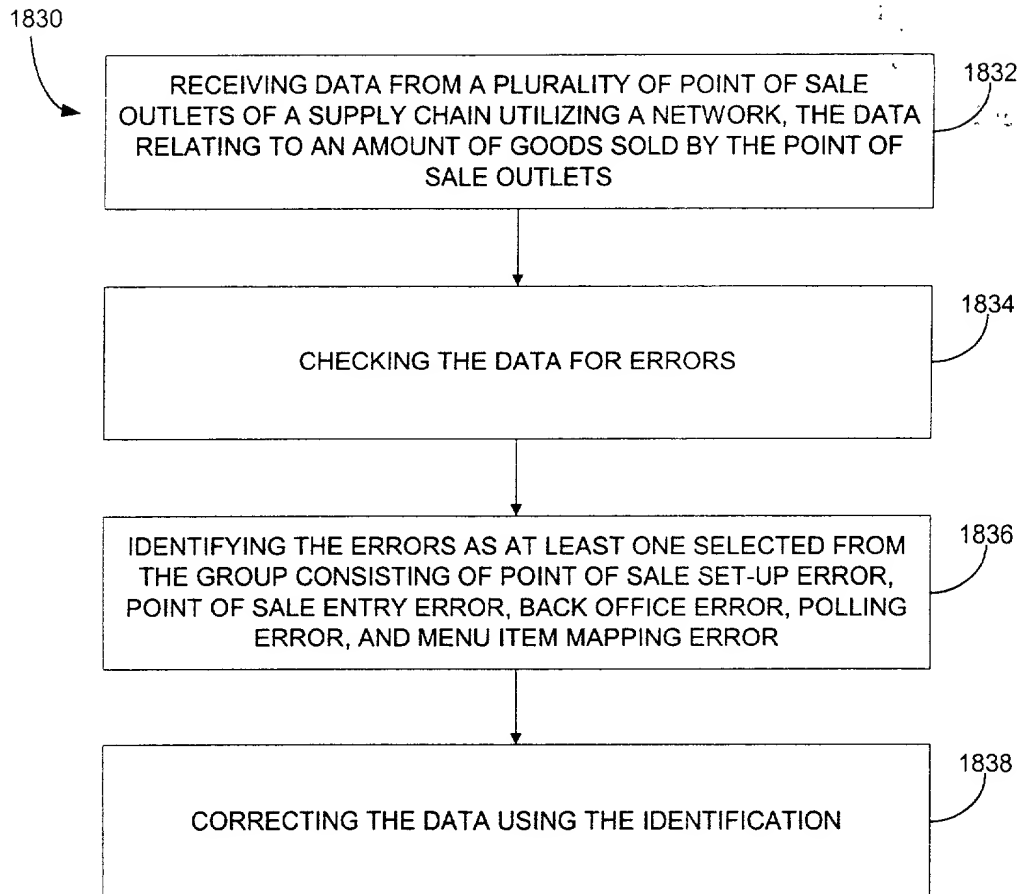 1830
RECEIVING DATA FROM A PLURALITY OF POINT OF SALE
OUTLETS OF A SUPPLY CHAIN UTILIZING A NETWORK, THE DATA
RELATING TO AN AMOUNT OF GOODS SOLD BY THE POINT OF
SALE OUTLETS
1832
CHECKING THE DATA FOR ERRORS
1834
IDENTIFYING THE ERRORS AS AT LEAST ONE SELECTED FROM
THE GROUP CONSISTING OF POINT OF SALE SET-UP ERROR,
POINT OF SALE ENTRY ERROR, BACK OFFICE ERROR, POLLING
ERROR, AND MENU ITEM MAPPING ERROR
1836
CORRECTING THE DATA USING THE IDENTIFICATION
1838